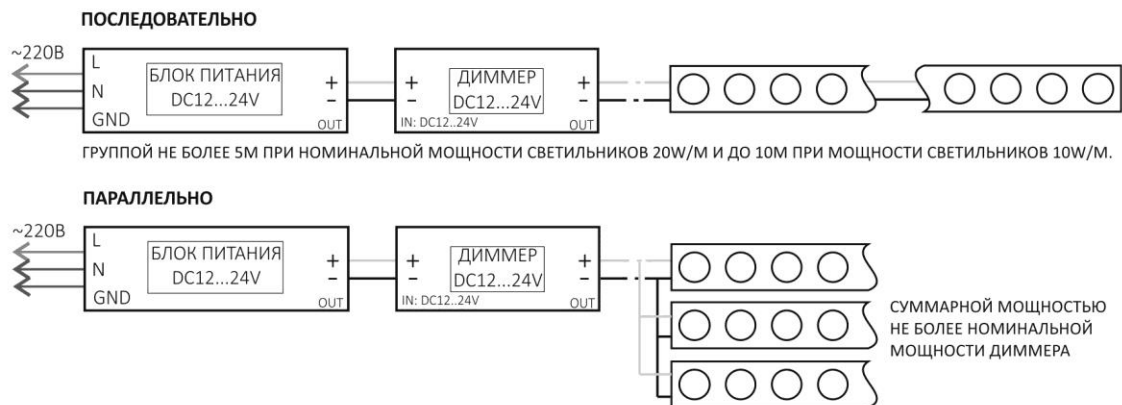 ПОСЛЕДОВАТЕЛЬНО
~220В
L
N
GND
БЛОК ПИТАНИЯ
DC12...24V
+
−
OUT
+
−
IN: DC12..24V
ДИММЕР
DC12...24V
+
−
OUT
ГРУППОЙ НЕ БОЛЕЕ 5М ПРИ НОМИНАЛЬНОЙ МОЩНОСТИ СВЕТИЛЬНИКОВ 20W/М И ДО 10М ПРИ МОЩНОСТИ СВЕТИЛЬНИКОВ 10W/М.
ПАРАЛЛЕЛЬНО
~220В
L
N
GND
БЛОК ПИТАНИЯ
DC12...24V
+
−
OUT
+
−
IN: DC12..24V
ДИММЕР
DC12...24V
+
−
OUT
СУММАРНОЙ МОЩНОСТЬЮ
НЕ БОЛЕЕ НОМИНАЛЬНОЙ
МОЩНОСТИ ДИММЕРА